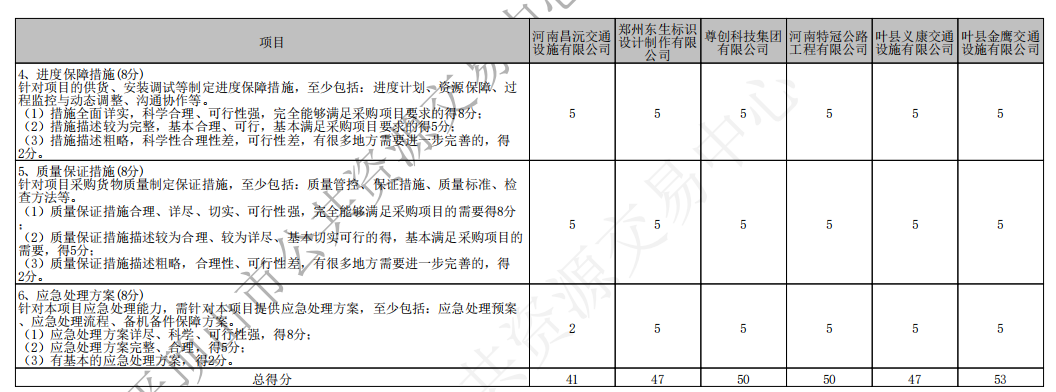 项目
河南昌沅交通
设施有限公司
郑州东生标识
设计制作有限
公司
尊创科技集团
有限公司
河南特冠公路
工程有限公司
叶县义康交通
设施有限公司
叶县金鹰交通
设施有限公司
4、进度保障措施(8分)
针对项目的供货、安装调试等制定进度保障措施，至少包括：进度计划、资源保障、过
程监控与动态调整、沟通协作等。
（1）措施全面详实，科学合理、可行性强，完全能够满足采购项目要求的得8分；
（2）措施描述较为完整，基本合理、可行，基本满足采购项目要求的得5分；
（3）措施描述粗略，科学性合理性差，可行性差，有很多地方需要进一步完善的，得
2分。
5 5 5 5 5 5
5、质量保证措施(8分)
针对项目采购货物质量制定保证措施，至少包括：质量管控、保证措施、质量标准、检
查方法等。
（1）质量保证措施合理、详尽、切实、可行性强，完全能够满足采购项目的需要得8分
；
（2）质量保证措施描述较为合理、较为详尽、基本切实可行的得，基本满足采购项目的
需要，得5分；
（3）质量保证措施描述粗略，合理性、可行性差，有很多地方需要进一步完善的，得
2分。
5 5 5 5 5 5
6、应急处理方案(8分)
针对本项目应急处理能力，需针对本项目提供应急处理方案，至少包括：应急处理预案
、应急处理流程、备机备件保障方案。
（1）应急处理方案详尽、科学、可行性强，得8分；
（2）应急处理方案完整、合理，得5分；
（3）有基本的应急处理方案，得2分。
2 5 5 5 5 5
总得分 41 47 50 50 47 53
平顶山市公共资源交易中心
共资源交易中心